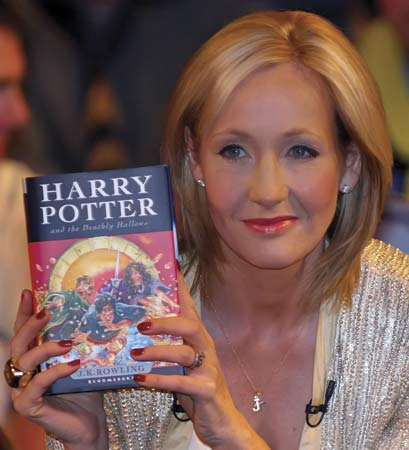 HARRY
POTTER
and the Deathly Hallows
J.K.ROWLING
BLOOMSBURY